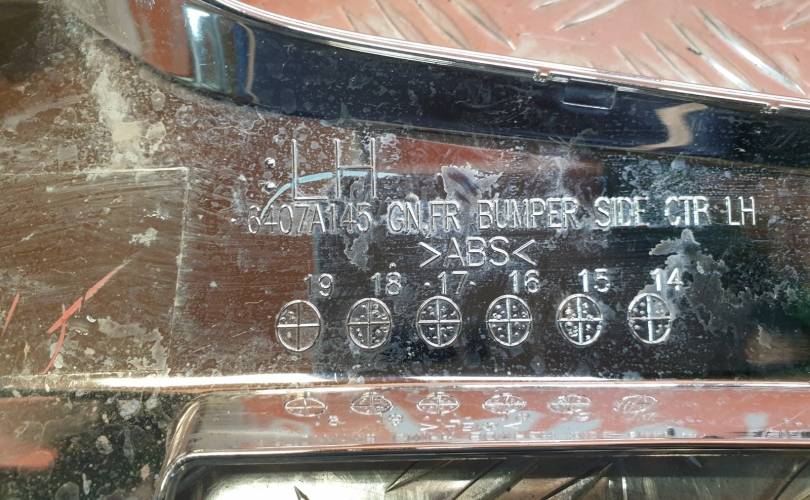 LH
6407A145 GN,FR BUMPER SIDE CTR LH
>ABS<
19 18 17 16 15 14